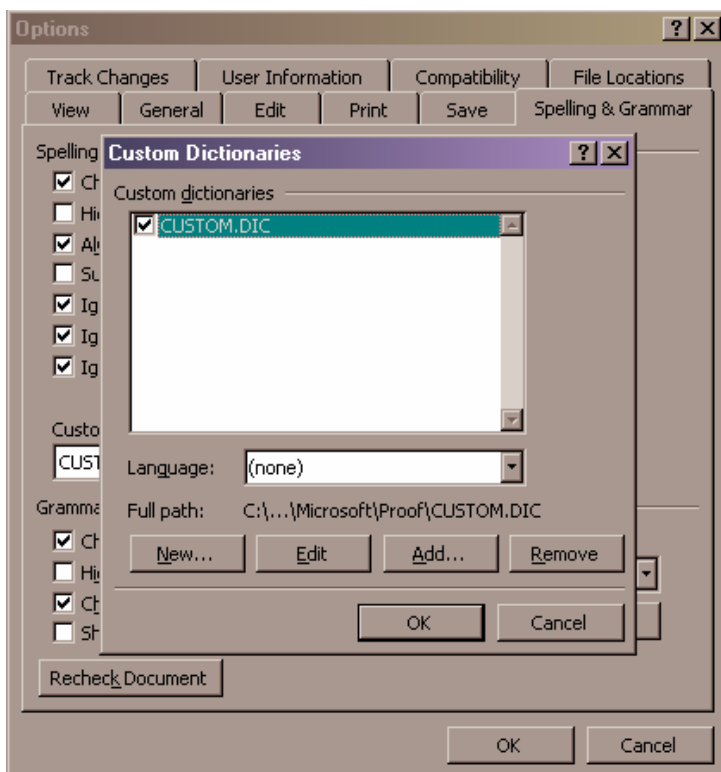 Options
Track Changes User Information Compatibility File Locations
View General Edit Print Save Spelling & Grammar
Spelling
Custom Dictionaries
Custom dictionaries
CUSTOM.DIC
Language: (none)
Full path: C:\...\Microsoft\Proof\CUSTOM.DIC
New... Edit Add... Remove
OK Cancel
Recheck Document
OK Cancel